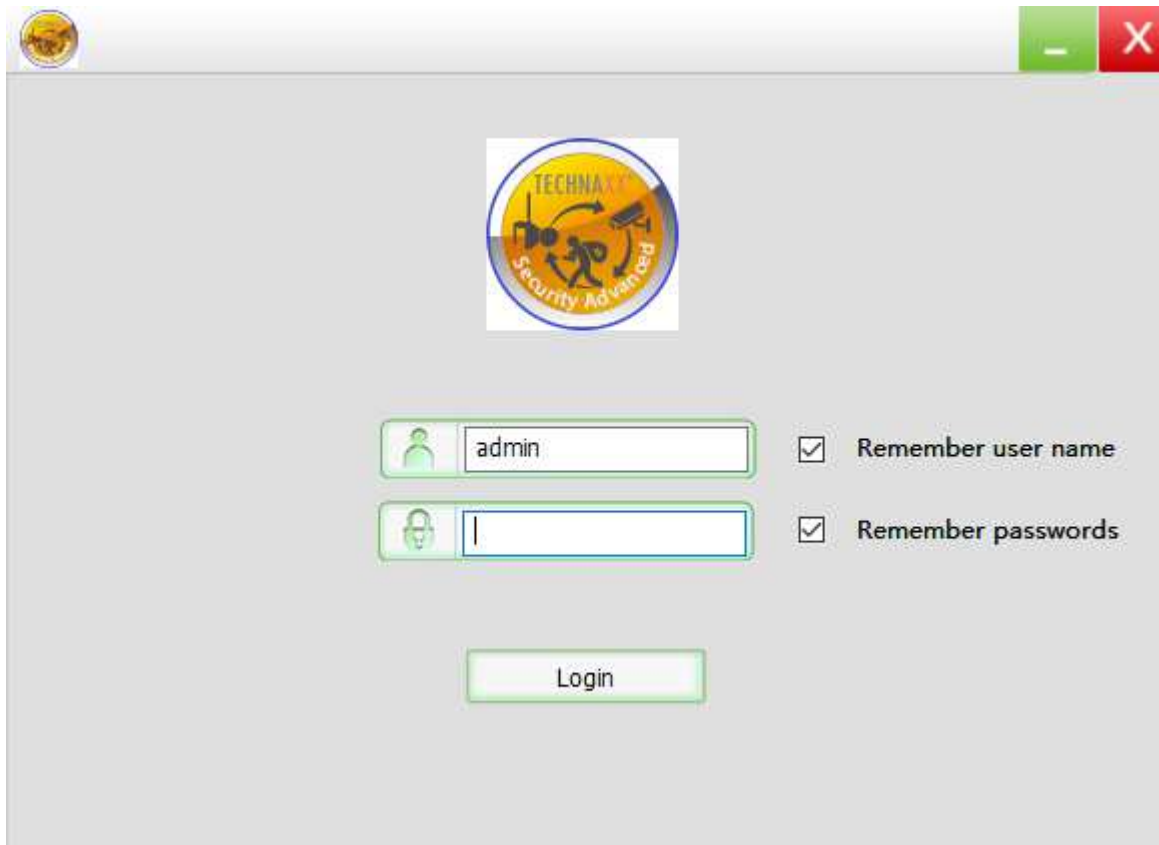 TECHNAXX
Security Advanced
admin
Remember user name
Remember passwords
Login